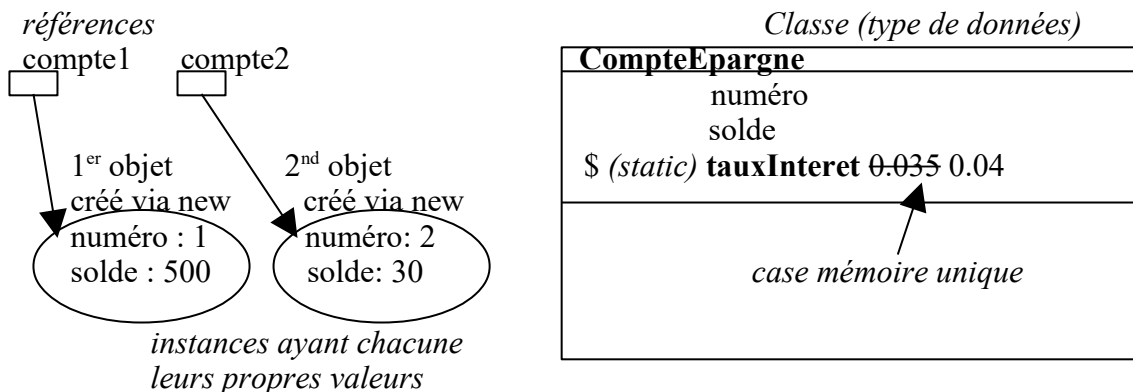 références
compte1 compte2
1er objet
créé via new
numéro : 1
solde : 500
2nd objet
créé via new
numéro: 2
solde: 30
instances ayant chacune
leurs propres valeurs
Classe (type de données)
CompteEpargne
numéro
solde
$ (static) tauxInteret 0.035 0.04
case mémoire unique